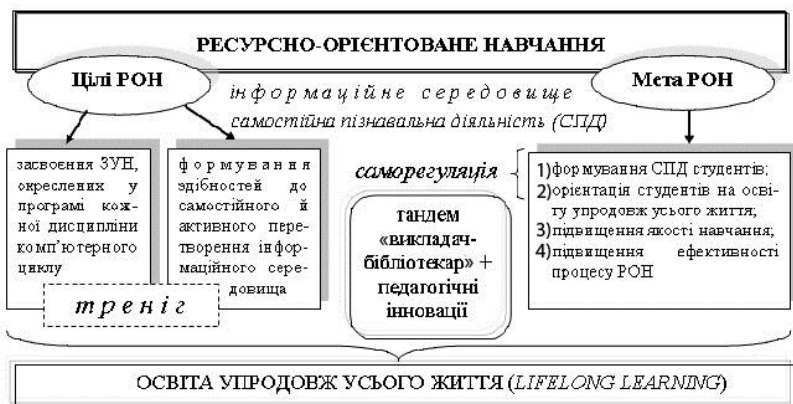 РЕСУРСНО-ОРІЄНТОВАНЕ НАВЧАННЯ
Цілі РОН
Мета РОН
інформаційне середовище
самостійна пізнавальна діяльність (СПД)
засвоєння ЗУН,
окреслених у
програмі кож-
ної дисципліни
комп'ютерного
циклу
формування
здібностей до
самостійного й
активного пере-
творення інфор-
маційного сере-
довища
треніг
саморегуляція
тандем
«викладач-
бібліотекар» +
педагогічні
інновації
1)формування СПД студентів;
2)орієнтація студентів на осві-
ту упродовж усього життя;
3)підвищення якості навчання;
4)підвищення ефективності
процесу РОН
ОСВІТА УПРОДОВЖ УСЬОГО ЖИТТЯ (LIFELONG LEARNING)